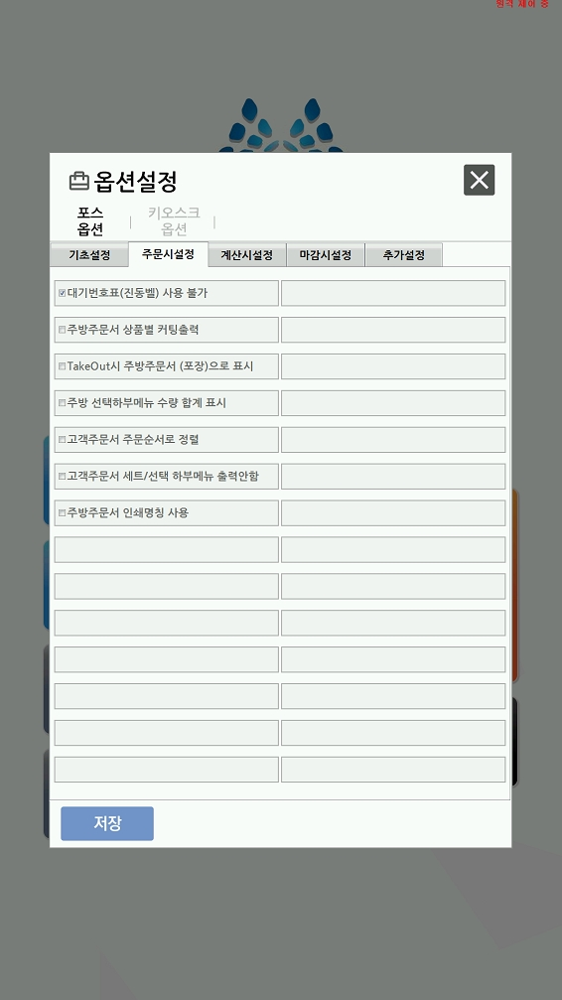 원격 제어 중
옵션설정
포스
옵션
키오스크
옵션
기초설정 주문시설정 계산시설정 마감시설정 추가설정
대기번호표(진동벨) 사용 불가
주방주문서 상품별 커팅출력
TakeOut시 주방주문서 (포장)으로 표시
주방 선택하부메뉴 수량 합계 표시
고객주문서 주문순서로 정렬
고객주문서 세트/선택 하부메뉴 출력안함
주방주문서 인쇄명칭 사용
저장